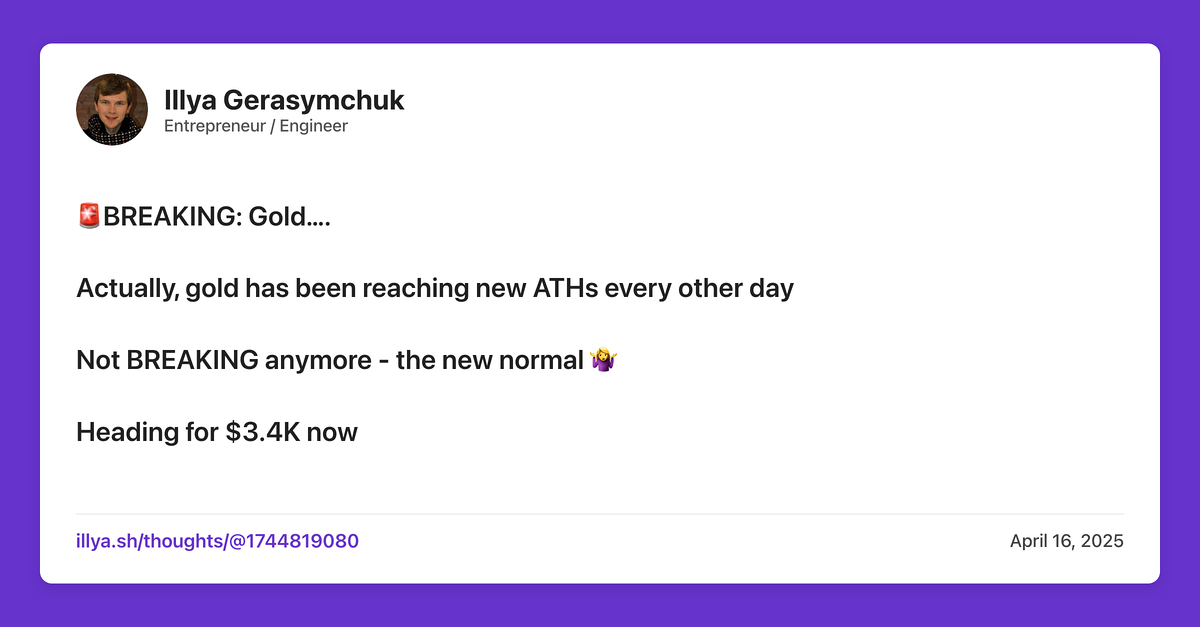 Illya Gerasymchuk
Entrepreneur / Engineer
🚨BREAKING: Gold....
Actually, gold has been reaching new ATHs every other day
Not BREAKING anymore - the new normal 🤷‍♀️
Heading for $3.4K now
illya.sh/thoughts/@1744819080
April 16, 2025